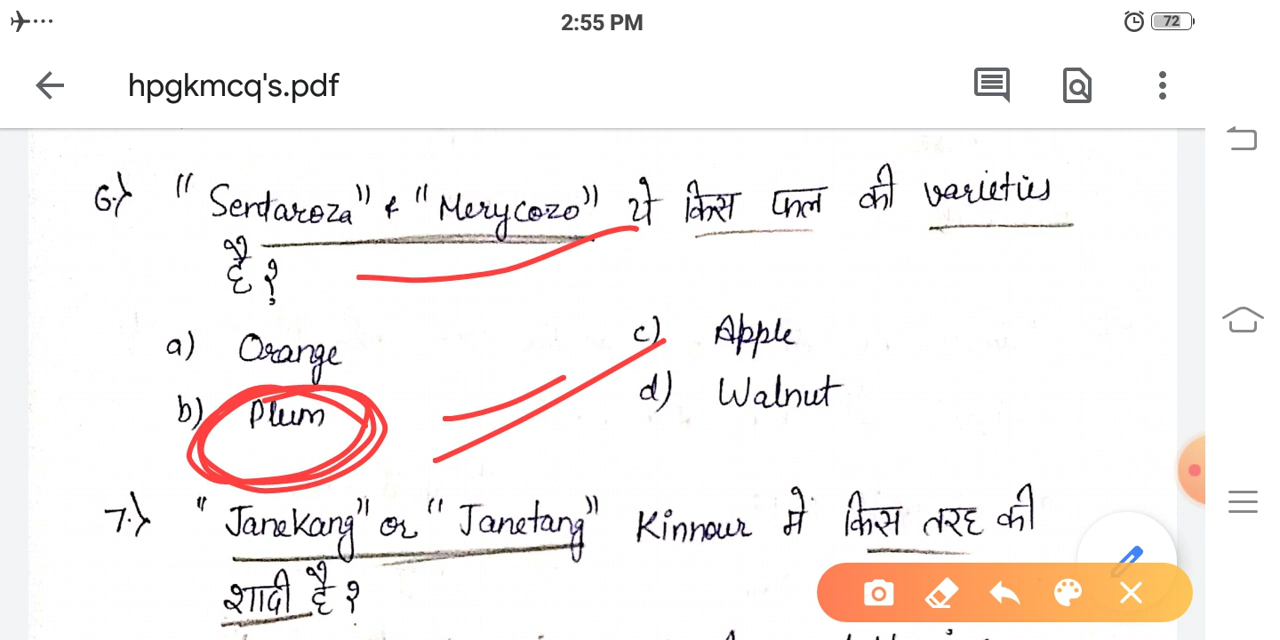 2:55 PM
72
hpgkmcq's.pdf
6.) "Sentaroza" & "Merycozo" ये किस फल की varieties
है ?
a) Orange
c) Apple
b) Plum
d) Walnut
7.) "Janekang" or "Janetang" Kinnour मे किस तरह की
शादी है ?